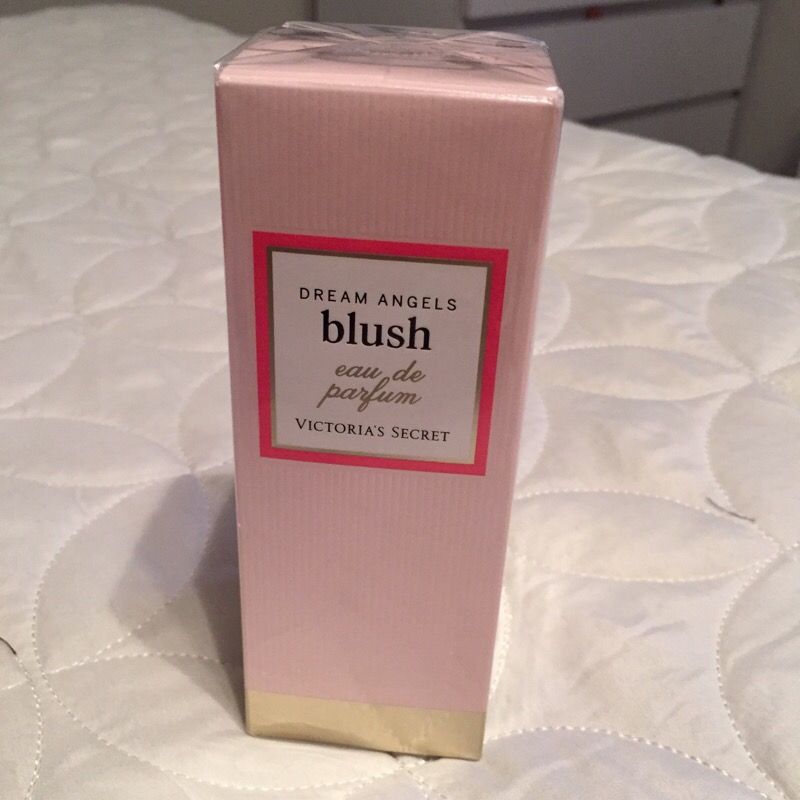 DREAM ANGELS
blush
eau de
parfum
VICTORIA'S SECRET